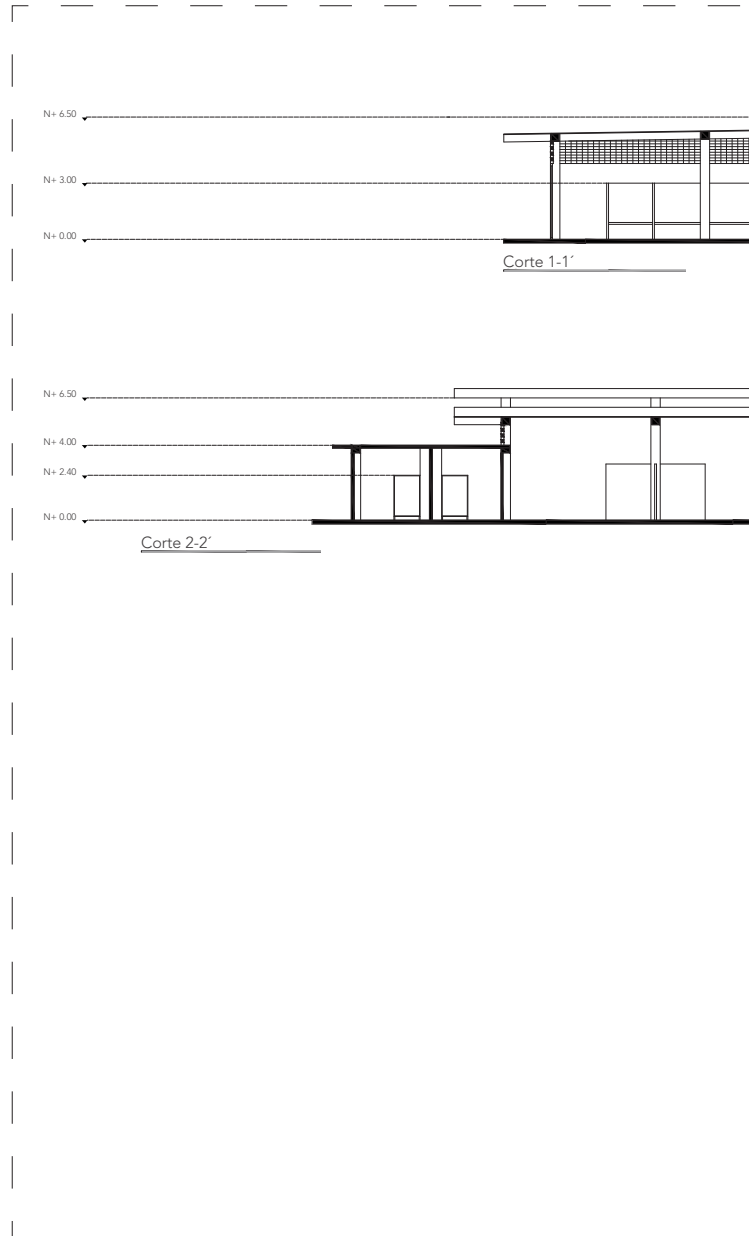 N+ 6.50
N+ 3.00
N+ 0.00
Corte 1-1´
N+ 6.50
N+ 4.00
N+ 2.40
N+ 0.00
Corte 2-2´